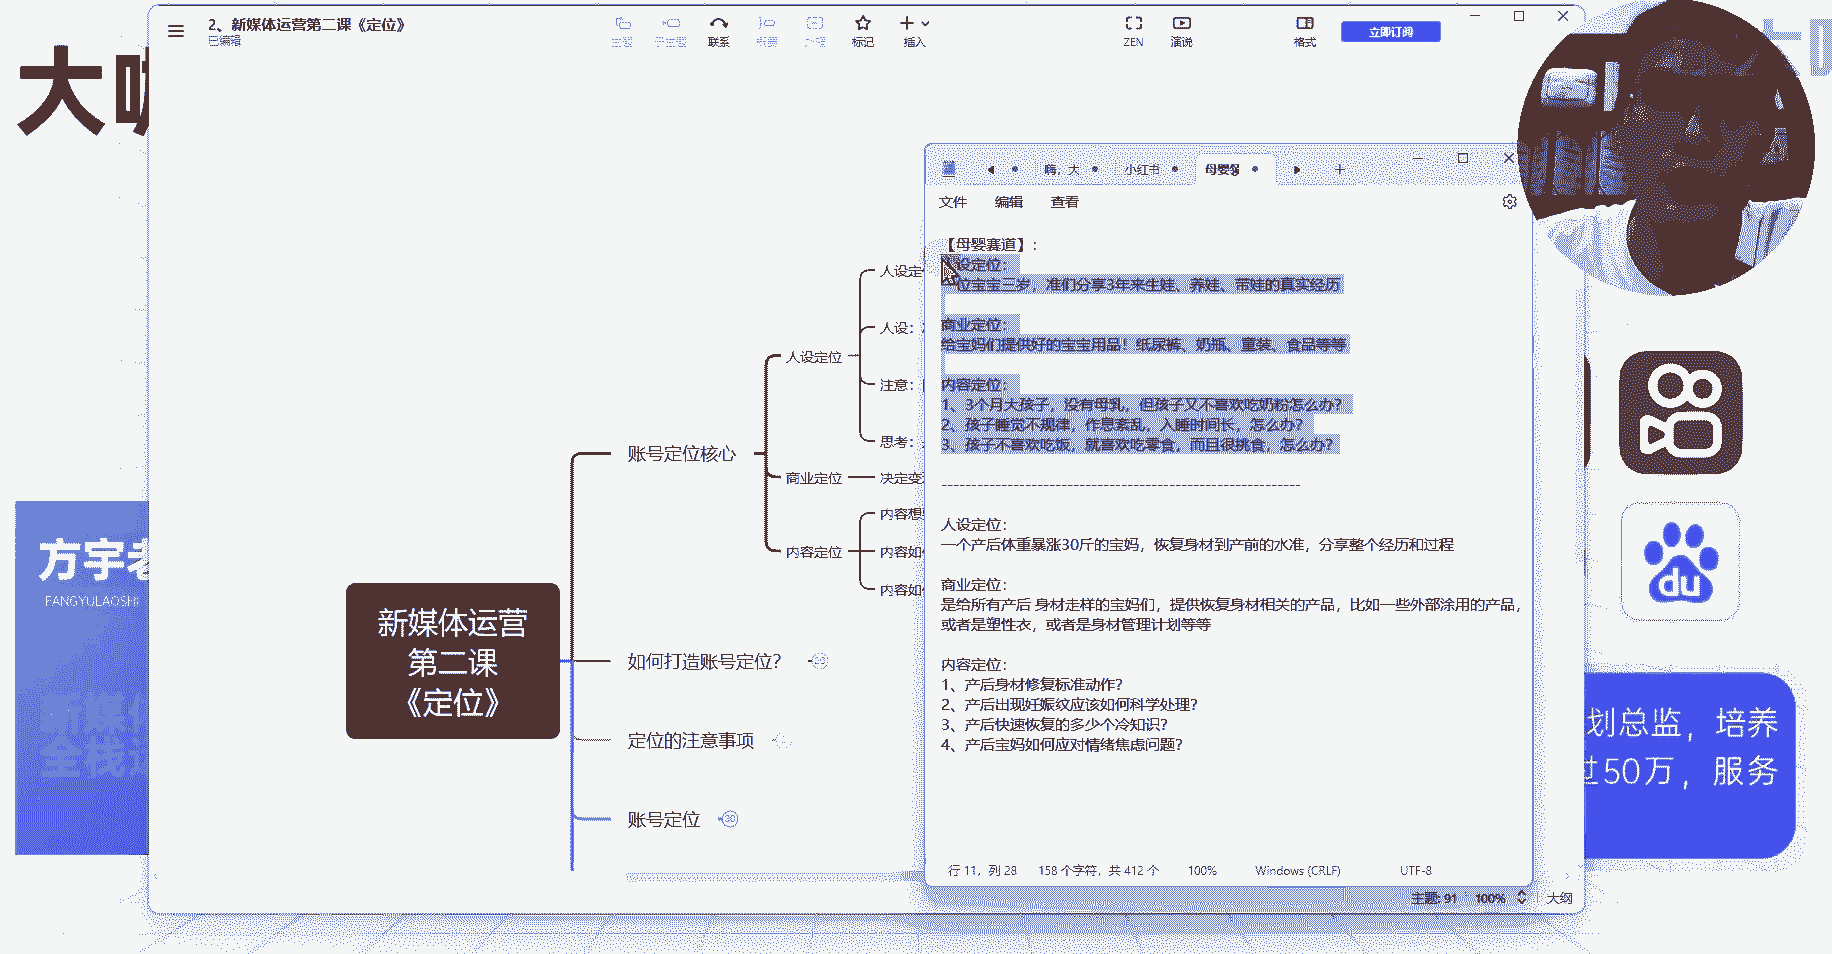 大
2、新媒体运营第二课《定位》
已编辑
联系
标记
插入
ZEN
演说
格式
立即订阅
方宇老
FANGYULAOSHI
新媒体运营
第二课
《定位》
账号定位核心
人设定位
人设定
人设：
注意：
思考：
商业定位
决定变
内容定位
内容想
内容如
内容如
如何打造账号定位？
定位的注意事项
账号定位
30
嗨，大
小红书
母婴
文件
编辑
查看
【母婴赛道】：
设定位：
位宝宝三岁，准们分享3年来生娃、养娃、带娃的真实经历
商业定位：
给宝妈们提供好的宝宝用品！纸尿裤、奶瓶、童装、食品等等
内容定位：
1、3个月大孩子，没有母乳，但孩子又不喜欢吃奶粉怎么办？
2、孩子睡觉不规律，作息紊乱，入睡时间长，怎么办？
3、孩子不喜欢吃饭，就喜欢吃零食，而且很挑食，怎么办？
------------------------------------------------------------
人设定位：
一个产后体重暴涨30斤的宝妈，恢复身材到产前的水准，分享整个经历和过程
商业定位：
是给所有产后 身材走样的宝妈们，提供恢复身材相关的产品，比如一些外部涂用的产品，
或者是塑性衣，或者是身材管理计划等等
内容定位：
1、产后身材修复标准动作？
2、产后出现妊娠纹应该如何科学处理？
3、产后快速恢复的多少个冷知识？
4、产后宝妈如何应对情绪焦虑问题？
行 11，列 28
158 个字符，共 412 个
100%
Windows (CRLF)
UTF-8
主题: 91
100%
大纲
du
划总监，培养
过50万，服务